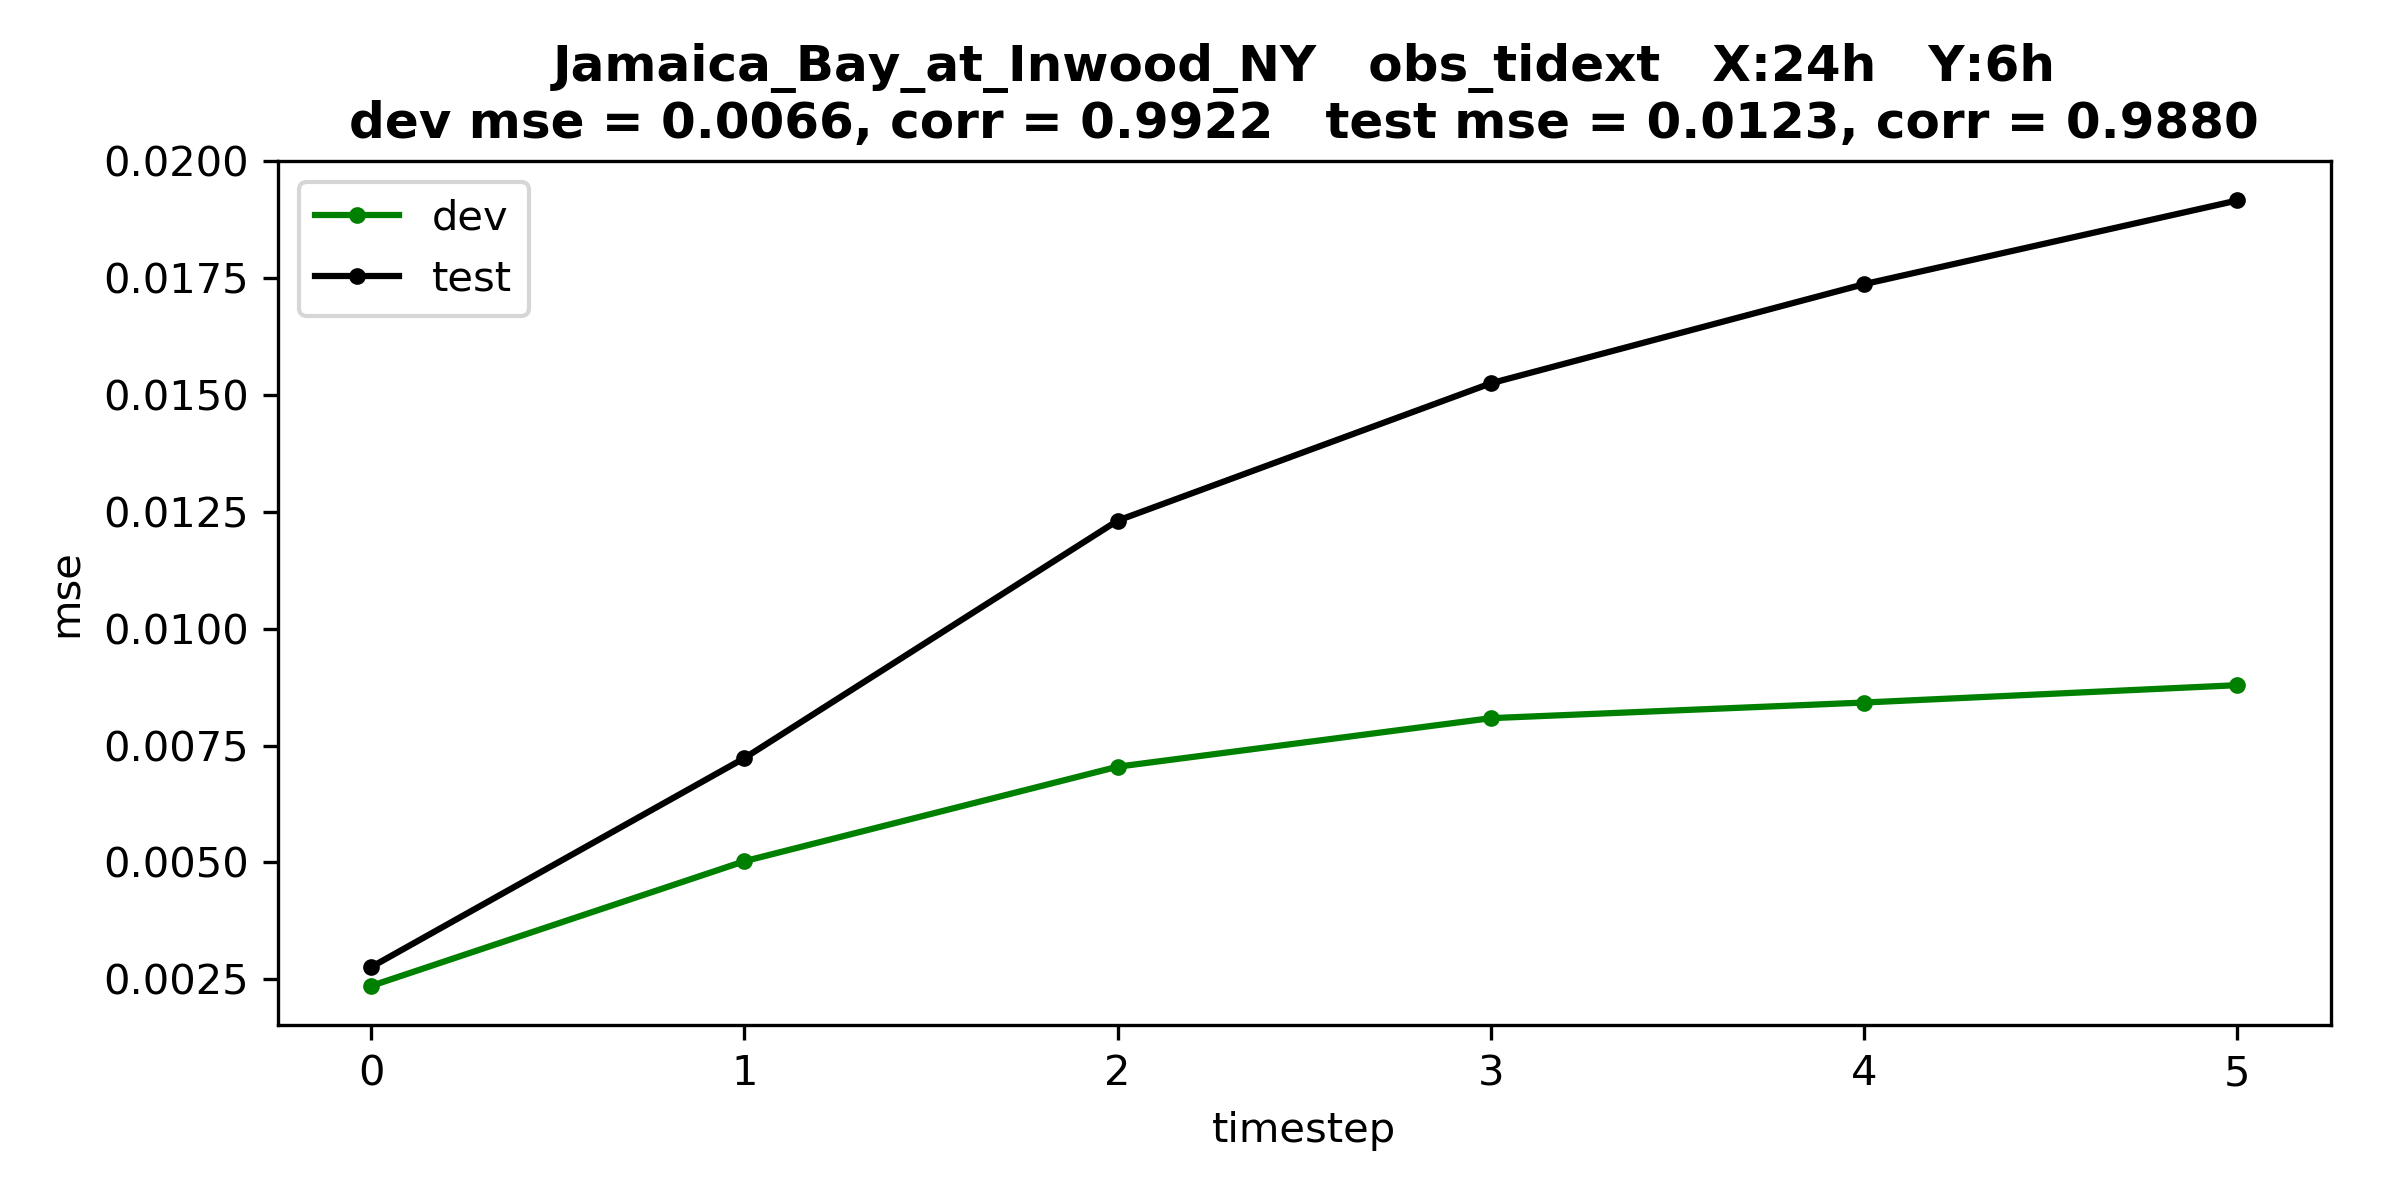 Jamaica_Bay_at_Inwood_NY   obs_tidext   X:24h   Y:6h
dev mse = 0.0066, corr = 0.9922   test mse = 0.0123, corr = 0.9880
dev
test
mse
0.0200
0.0175
0.0150
0.0125
0.0100
0.0075
0.0050
0.0025
0 1 2 3 4 5
timestep